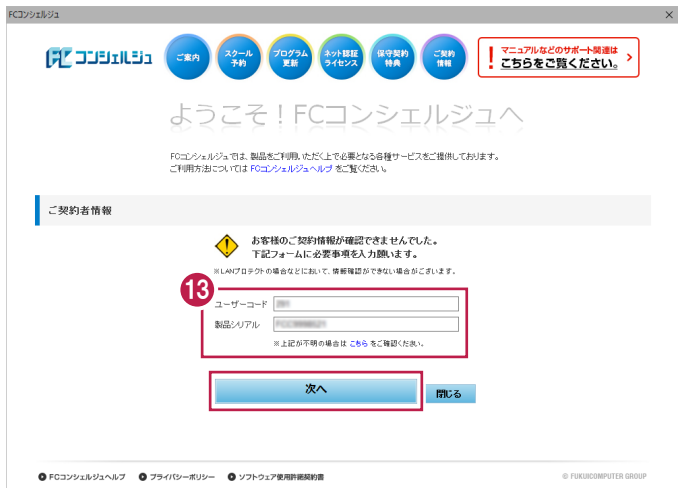 FCコンシェルジュ
FC コンシェルジュ
ご案内
スクール
予約
プログラム
更新
ネット認証
ライセンス
保守契約
特典
ご契約
情報
マニュアルなどのサポート関連は
こちらをご覧ください。
ようこそ！FCコンシェルジュへ
FCコンシェルジュでは、製品をご利用いただく上で必要となる各種サービスをご提供しております。
ご利用方法については FCコンシェルジュヘルプ をご覧ください。
ご契約者情報
お客様のご契約情報が確認できませんでした。
下記フォームに必要事項を入力願います。
※LANプロテクトの場合などにおいて、情報確認ができない場合がございます。
13
ユーザーコード
製品シリアル
※上記が不明の場合は こちら をご確認ください。
次へ
閉じる
FCコンシェルジュヘルプ プライバシーポリシー ソフトウェア使用許諾契約書
© FUKUICOMPUTER GROUP